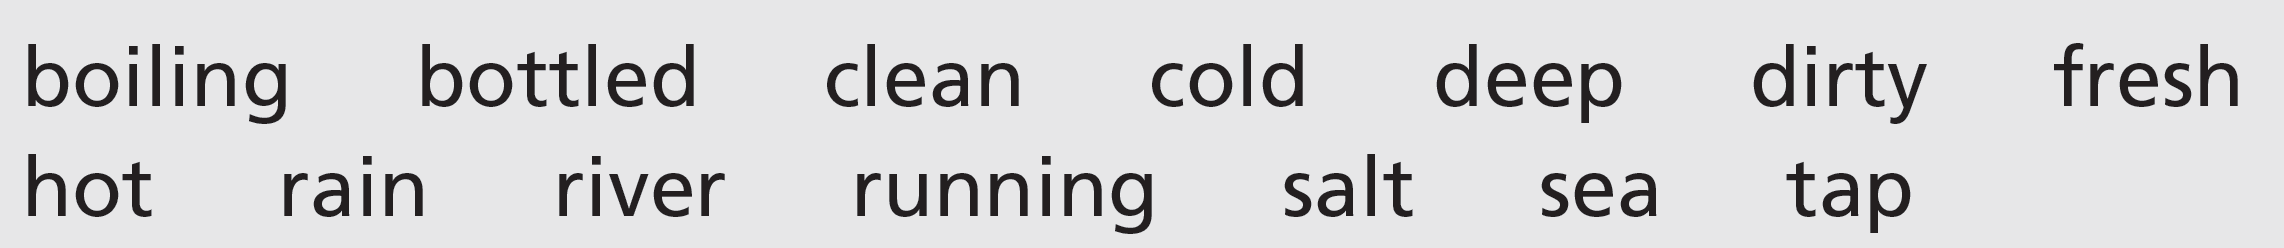 boiling bottled clean cold deep dirty fresh
hot rain river running salt sea tap